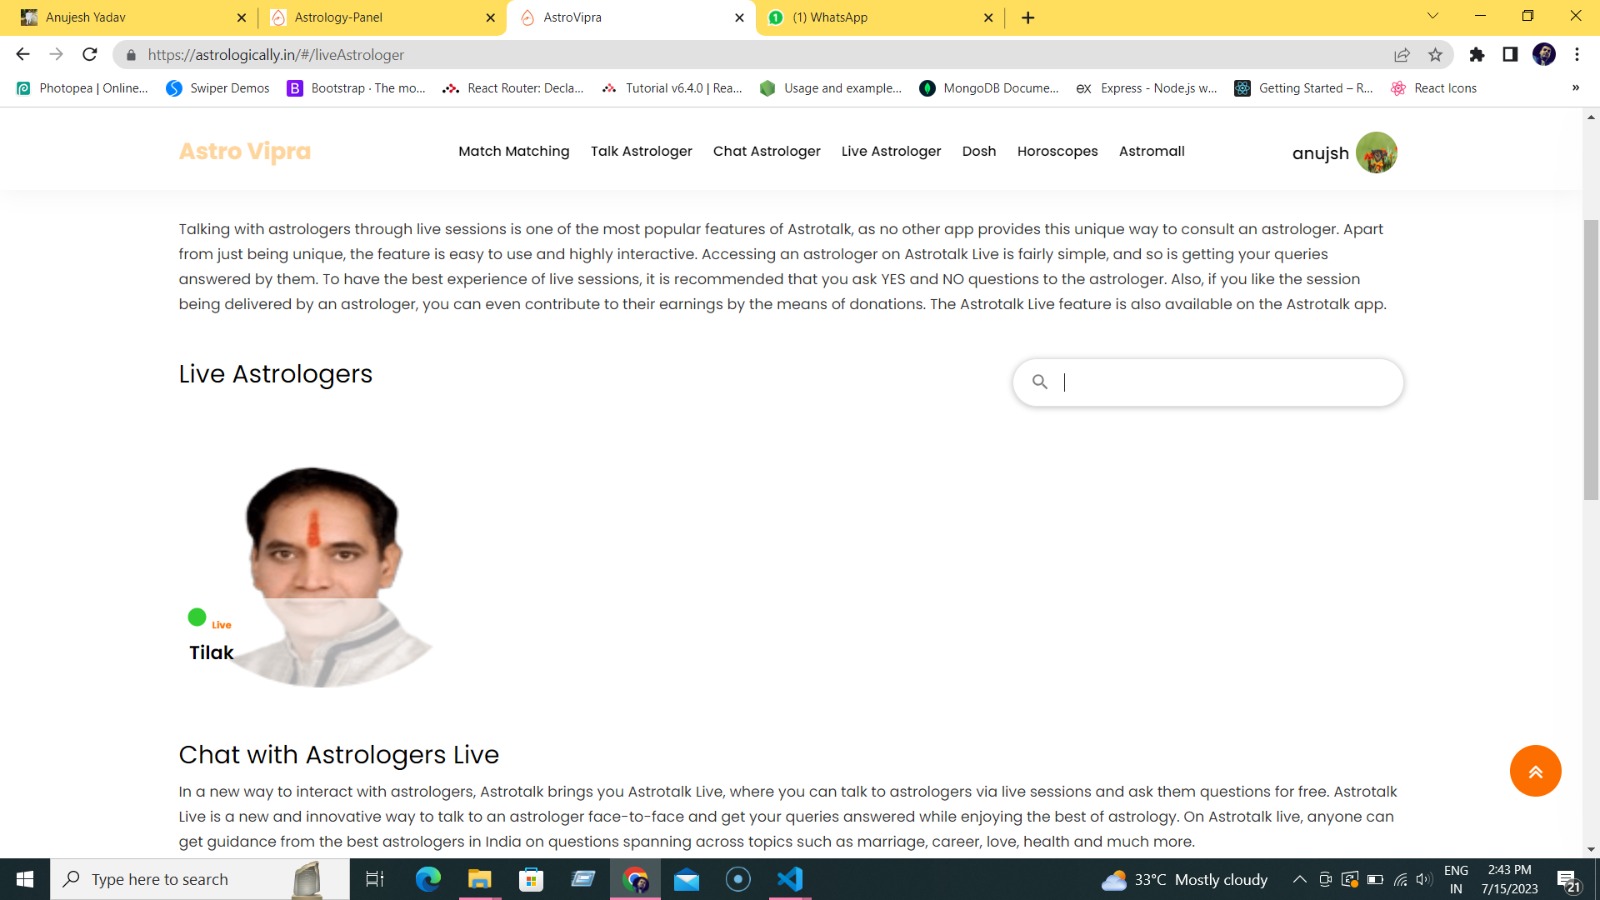 Anujesh Yadav
Astrology-Panel
AstroVipra
(1) WhatsApp
https://astrologically.in/#/liveAstrologer
Photopea | Online...
Swiper Demos
Bootstrap · The mo...
React Router: Decla...
Tutorial v6.4.0 | Rea...
Usage and example...
MongoDB Docume...
Express - Node.js w...
Getting Started – R...
React Icons
Astro Vipra
Match Matching
Talk Astrologer
Chat Astrologer
Live Astrologer
Dosh
Horoscopes
Astromall
anujsh
Talking with astrologers through live sessions is one of the most popular features of Astrotalk, as no other app provides this unique way to consult an astrologer. Apart
from just being unique, the feature is easy to use and highly interactive. Accessing an astrologer on Astrotalk Live is fairly simple, and so is getting your queries
answered by them. To have the best experience of live sessions, it is recommended that you ask YES and NO questions to the astrologer. Also, if you like the session
being delivered by an astrologer, you can even contribute to their earnings by the means of donations. The Astrotalk Live feature is also available on the Astrotalk app.
Live Astrologers
Live
Tilak
Chat with Astrologers Live
In a new way to interact with astrologers, Astrotalk brings you Astrotalk Live, where you can talk to astrologers via live sessions and ask them questions for free. Astrotalk
Live is a new and innovative way to talk to an astrologer face-to-face and get your queries answered while enjoying the best of astrology. On Astrotalk live, anyone can
get guidance from the best astrologers in India on questions spanning across topics such as marriage, career, love, health and much more.
Type here to search
33°C Mostly cloudy
ENG
IN
2:43 PM
7/15/2023
21